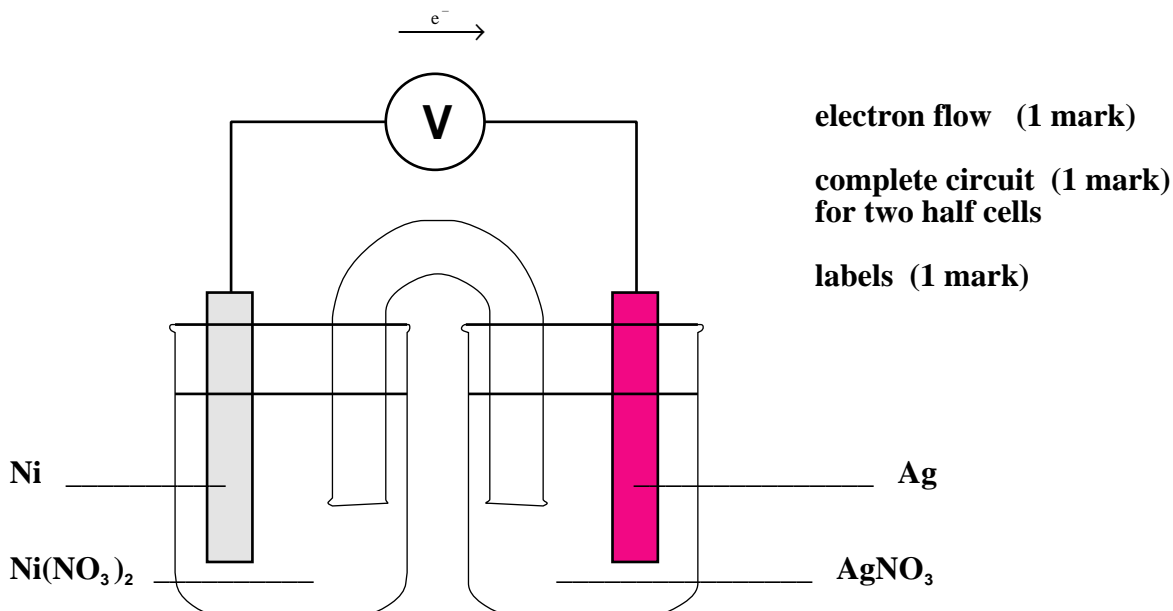 e⁻
V
electron flow (1 mark)
complete circuit (1 mark)
for two half cells
labels (1 mark)
Ni
Ag
Ni(NO₃)₂
AgNO₃